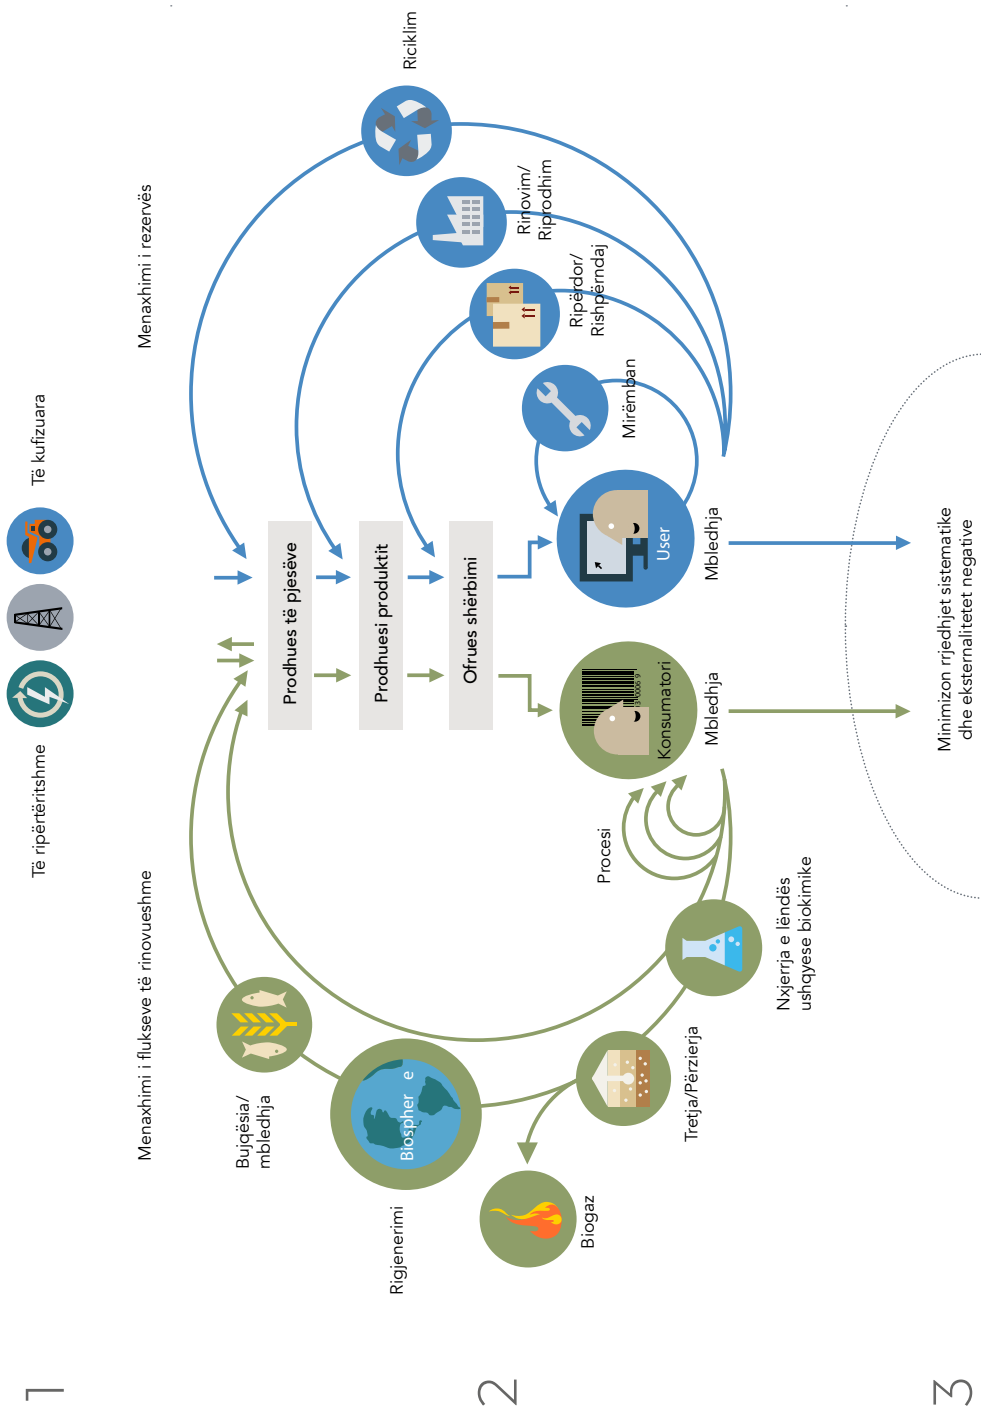 1
Të ripërtëritshme
Të kufizuara
Menaxhimi i flukseve të rinovueshme
Menaxhimi i rezervës
2
Bujqësia/
mbledhja
Rigjenerimi
Biospher e
Biogaz
Tretja/Përzierja
Nxjerrja e lëndës
ushqyese biokimike
Procesi
Prodhues të pjesëve
Prodhuesi produktit
Ofrues shërbimi
Konsumatori
Mbledhja
User
Mbledhja
Mirëmban
Ripërdor/
Rishpërndaj
Rinovim/
Riprodhim
Riciklim
3
Minimizon rrjedhjet sistematike
dhe eksternalitetet negative